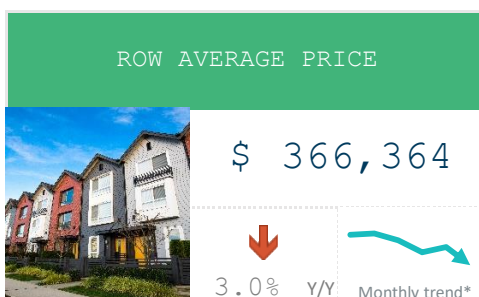 ROW AVERAGE PRICE
$ 366,364
3.0% Y/Y
Monthly trend*